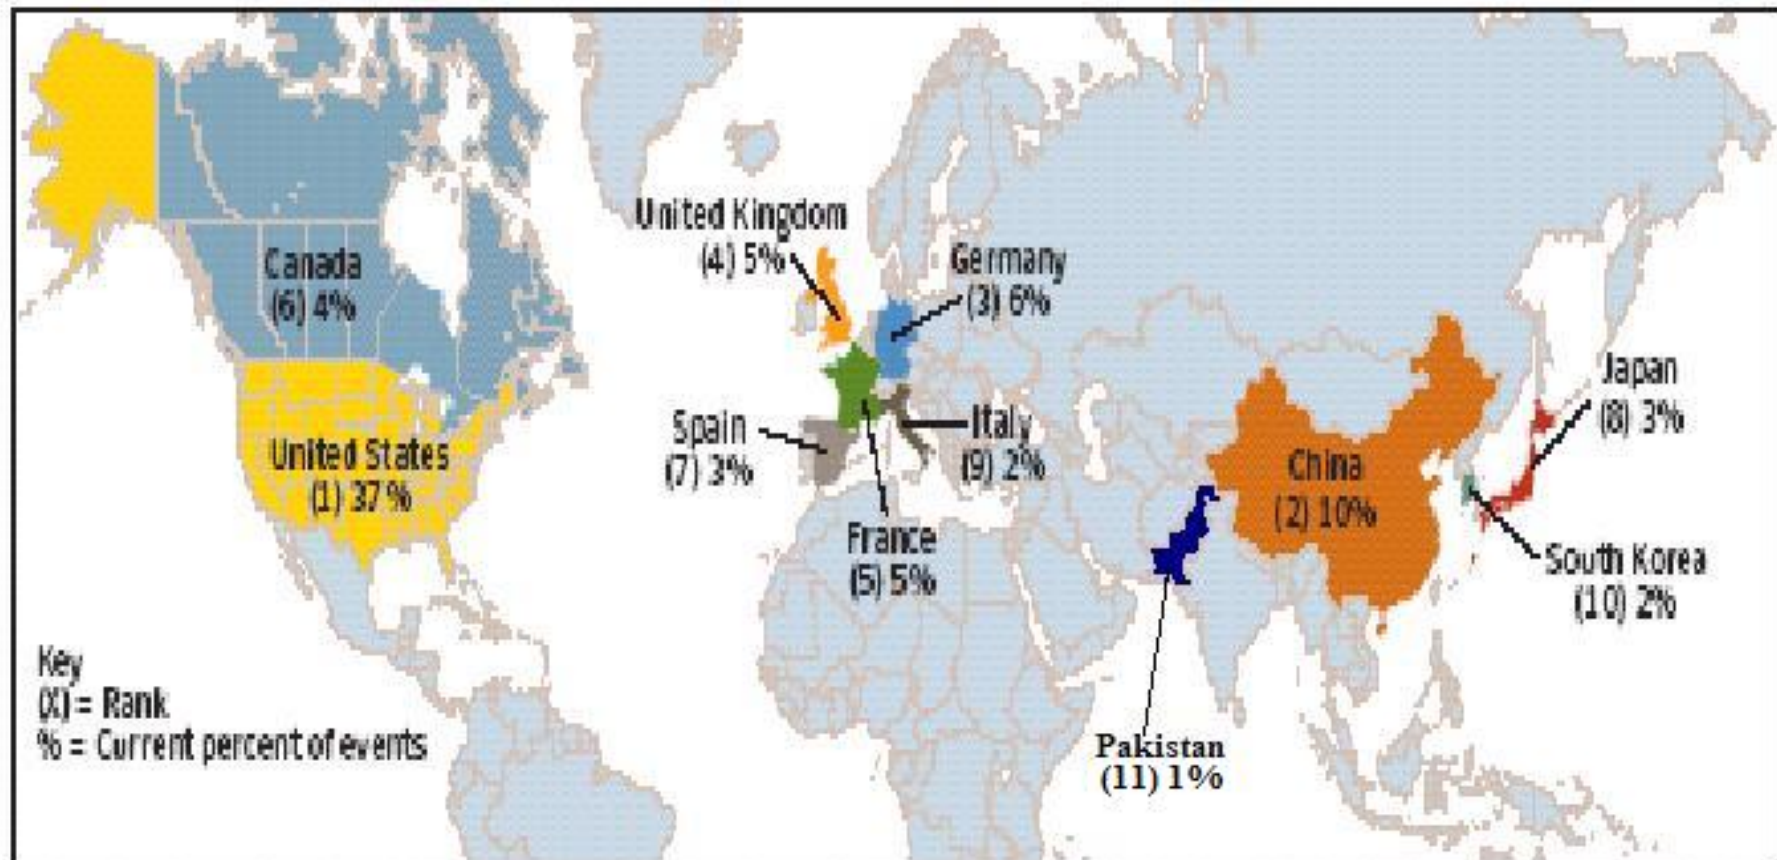 United Kingdom
(4) 5%
Germany
(3) 6%
Canada
(6) 4%
Japan
(8) 3%
Spain
(7) 3%
Italy
(9) 2%
United States
(1) 37%
China
(2) 10%
France
(5) 5%
South Korea
(10) 2%
Key
(X) = Rank
% = Current percent of events
Pakistan
(11) 1%